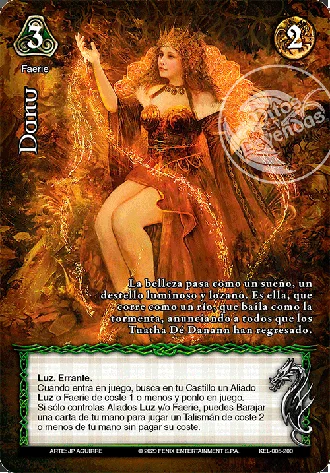 3
2
Faerie
Danu
La belleza pasa como un sueño, un
destello luminoso y lozano. Es ella, que
corre como un río, que baila como la
tormenta, anunciando a todos que los
Tuatha De Danann han regresado.
Luz. Errante.
Cuando entra en juego, busca en tu Castillo un Aliado
Luz o Faerie de coste 1 o menos y ponlo en juego.
Si sólo controlas Aliados Luz y/o Faerie, puedes Barajar
una carta de tu mano para jugar un Talismán de coste 2
o menos de tu mano sin pagar su coste.
ARTE: JP AGUIRRE
© 2020 FENIX ENTERTAINMENT S.P.A.